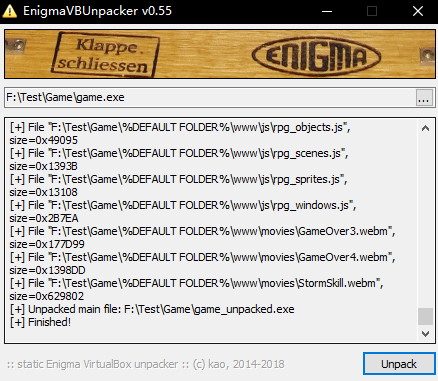 EnigmaVBUnpacker v0.55
Klappe
schliessen
ENIGMA
F:\Test\Game\game.exe
...
[+] File "F:\Test\Game\%DEFAULT FOLDER%\www\js\rpg_objects.js",
size=0x49095
[+] File "F:\Test\Game\%DEFAULT FOLDER%\www\js\rpg_scenes.js",
size=0x1393B
[+] File "F:\Test\Game\%DEFAULT FOLDER%\www\js\rpg_sprites.js",
size=0x13108
[+] File "F:\Test\Game\%DEFAULT FOLDER%\www\js\rpg_windows.js",
size=0x2B7EA
[+] File "F:\Test\Game\%DEFAULT FOLDER%\www\movies\GameOver3.webm",
size=0x177D99
[+] File "F:\Test\Game\%DEFAULT FOLDER%\www\movies\GameOver4.webm",
size=0x1398DD
[+] File "F:\Test\Game\%DEFAULT FOLDER%\www\movies\StormSkill.webm",
size=0x629802
[+] Unpacked main file: F:\Test\Game\game_unpacked.exe
[+] Finished!
:: static Enigma VirtualBox unpacker :: (c) kao, 2014-2018
Unpack